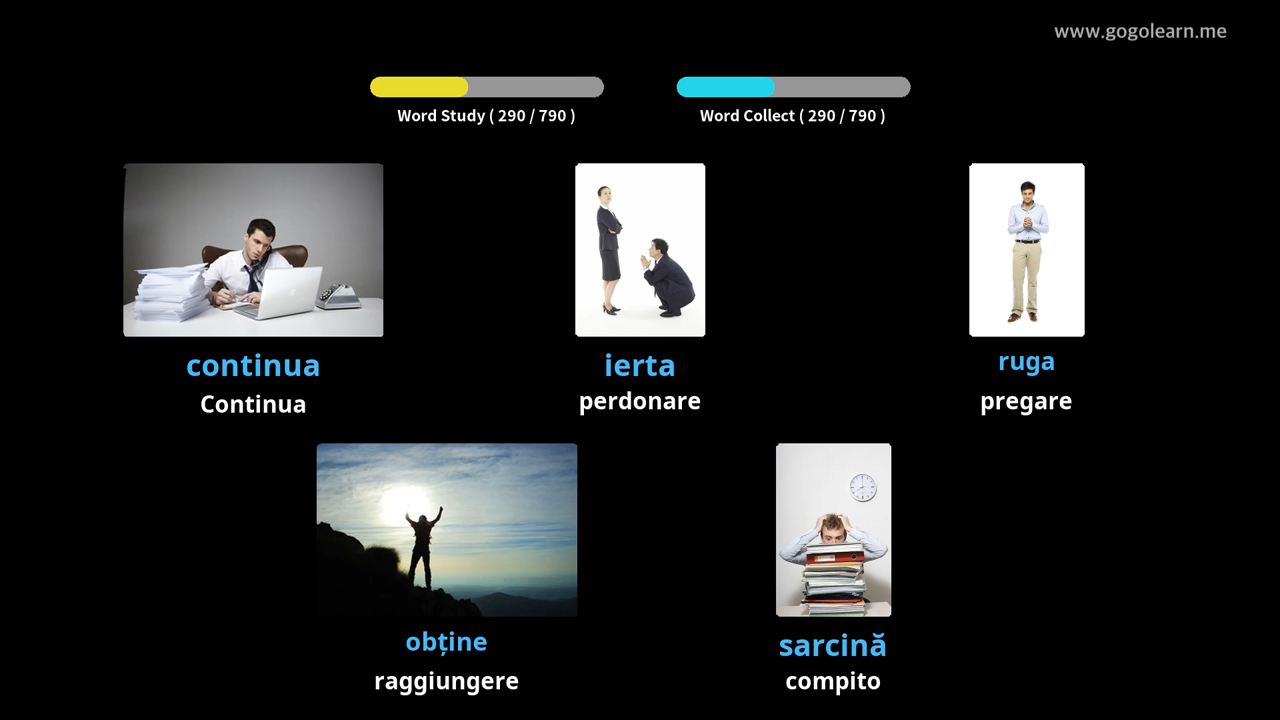 www.gogolearn.me
Word Study ( 290 / 790 )
Word Collect ( 290 / 790 )
continua
Continua
ierta
perdonare
ruga
pregare
obține
raggiungere
sarcină
compito